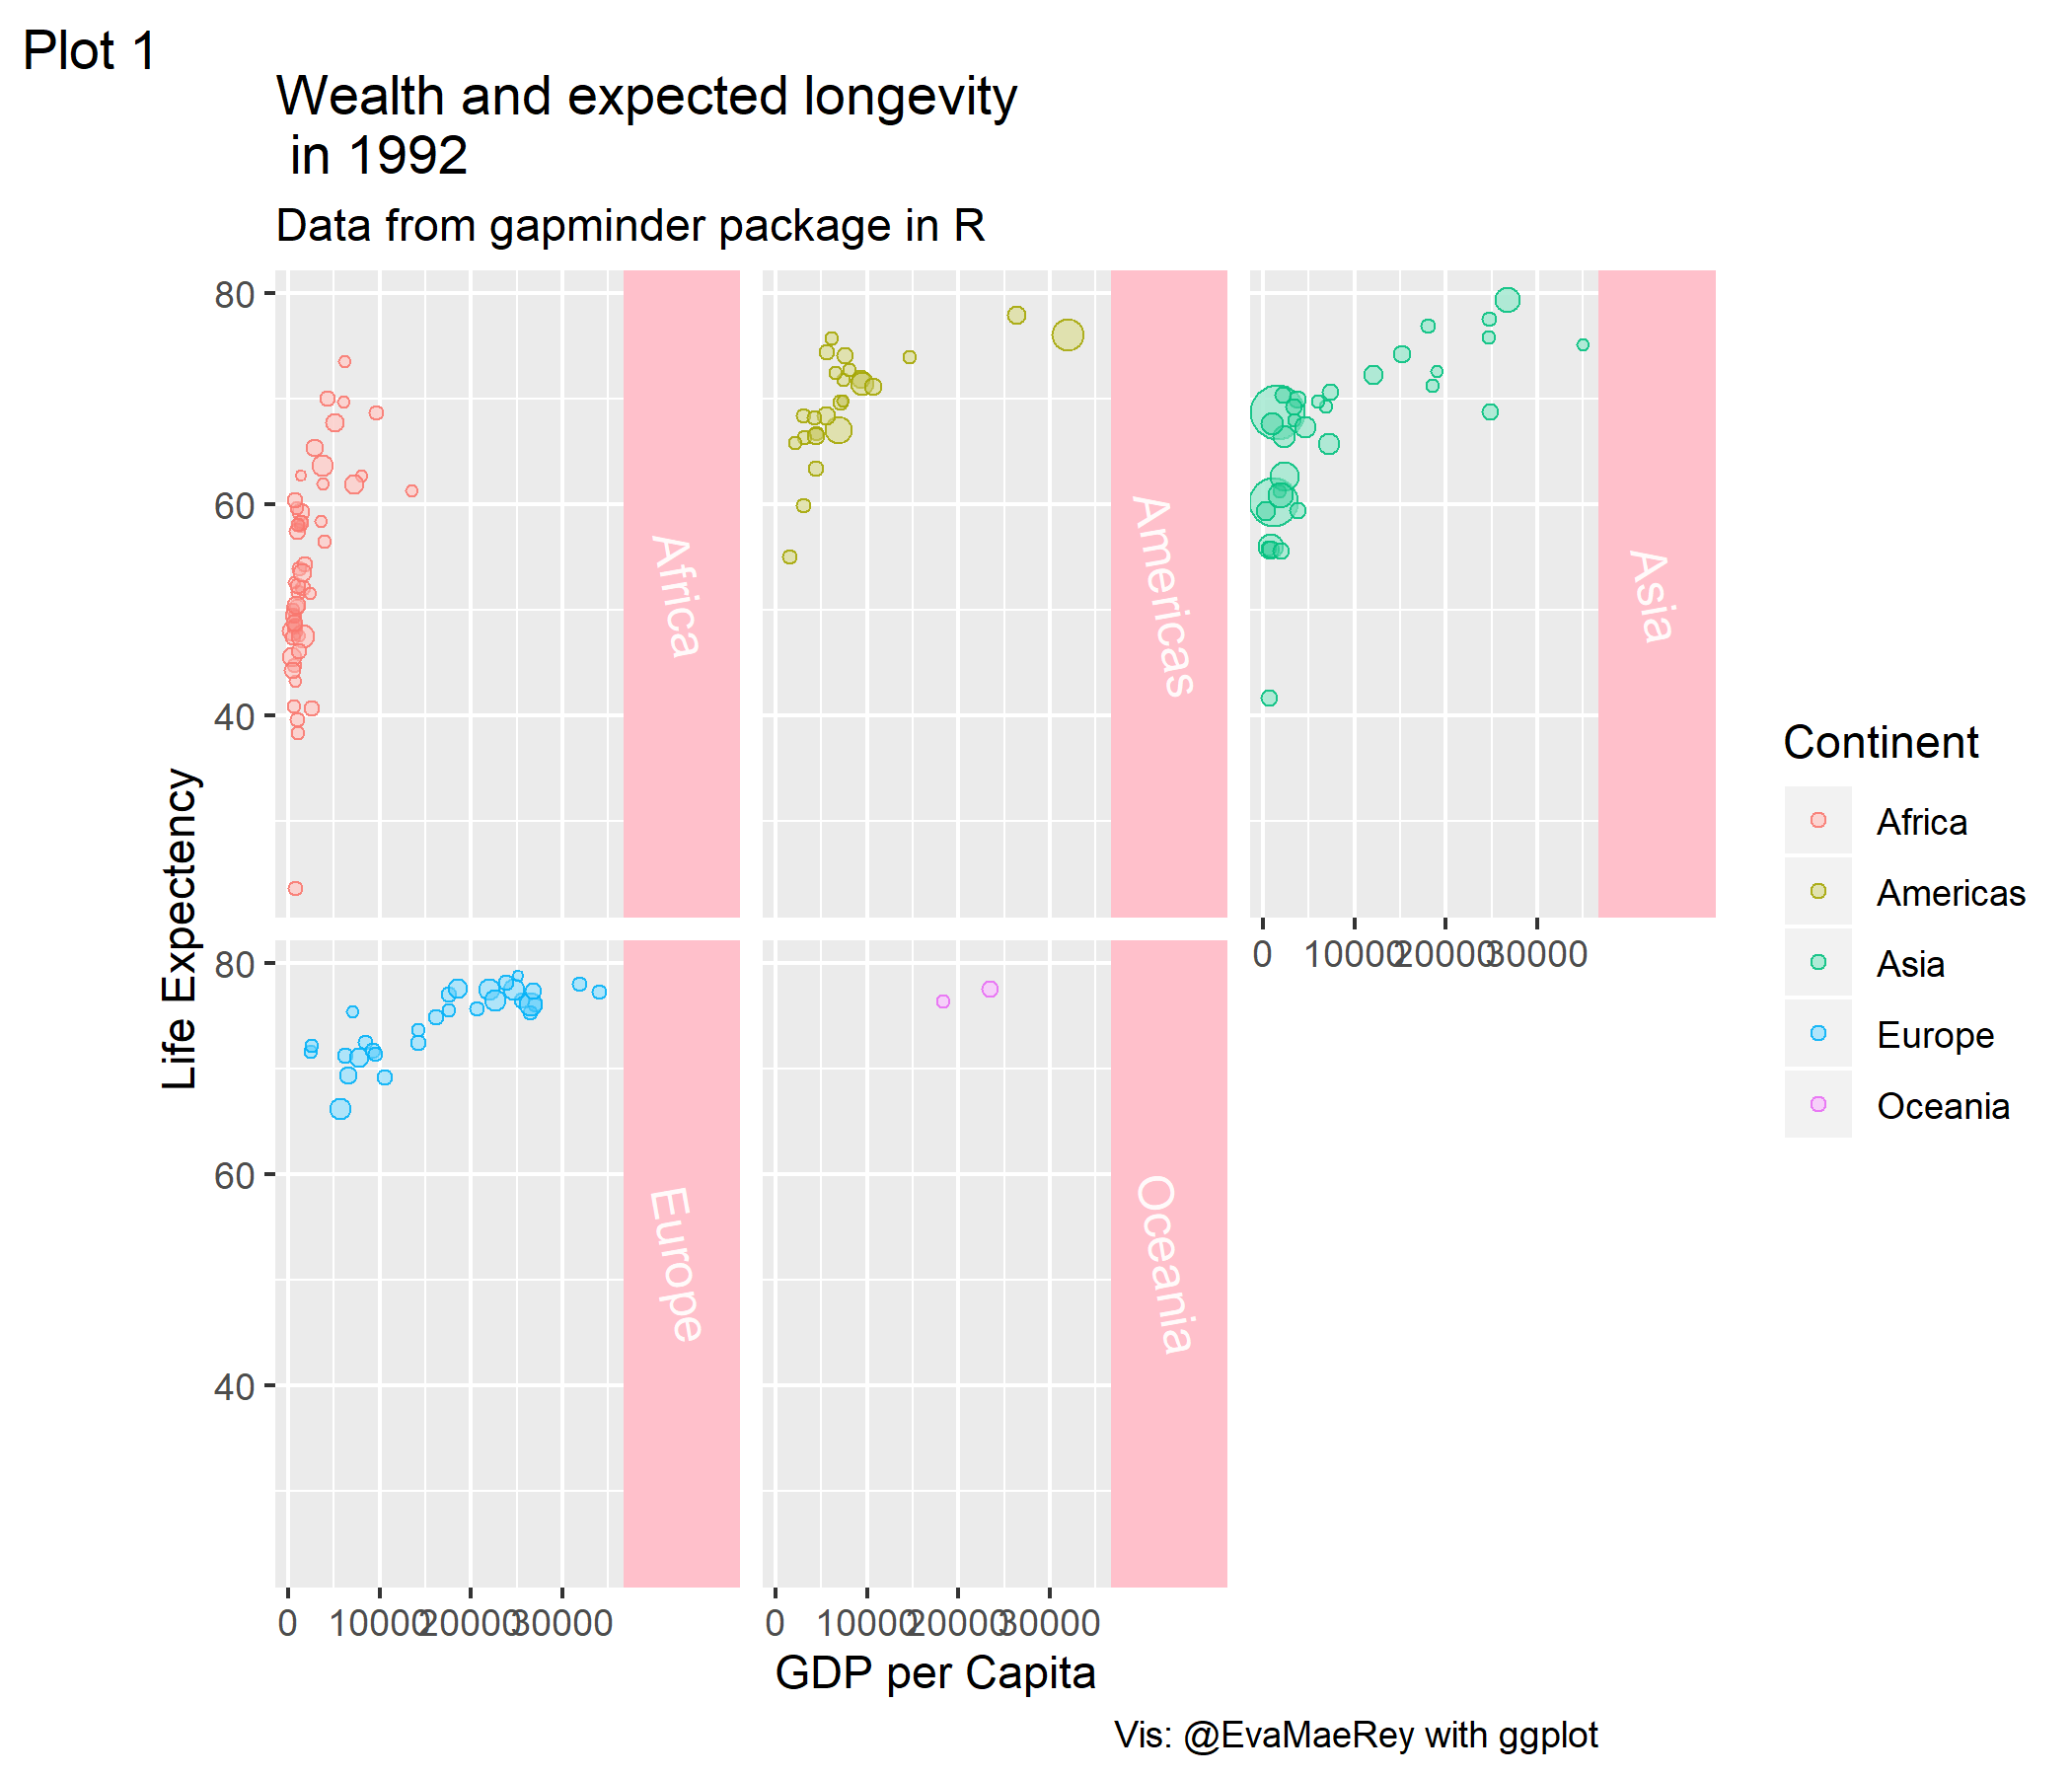 Plot 1
Wealth and expected longevity
in 1992
Data from gapminder package in R
80
60
40
Africa
Americas
Asia
0 10000 20000 30000
80
60
40
Europe
Oceania
0 10000 20000 30000
0 10000 20000 30000
Life Expectency
GDP per Capita
Continent
Africa
Americas
Asia
Europe
Oceania
Vis: @EvaMaeRey with ggplot